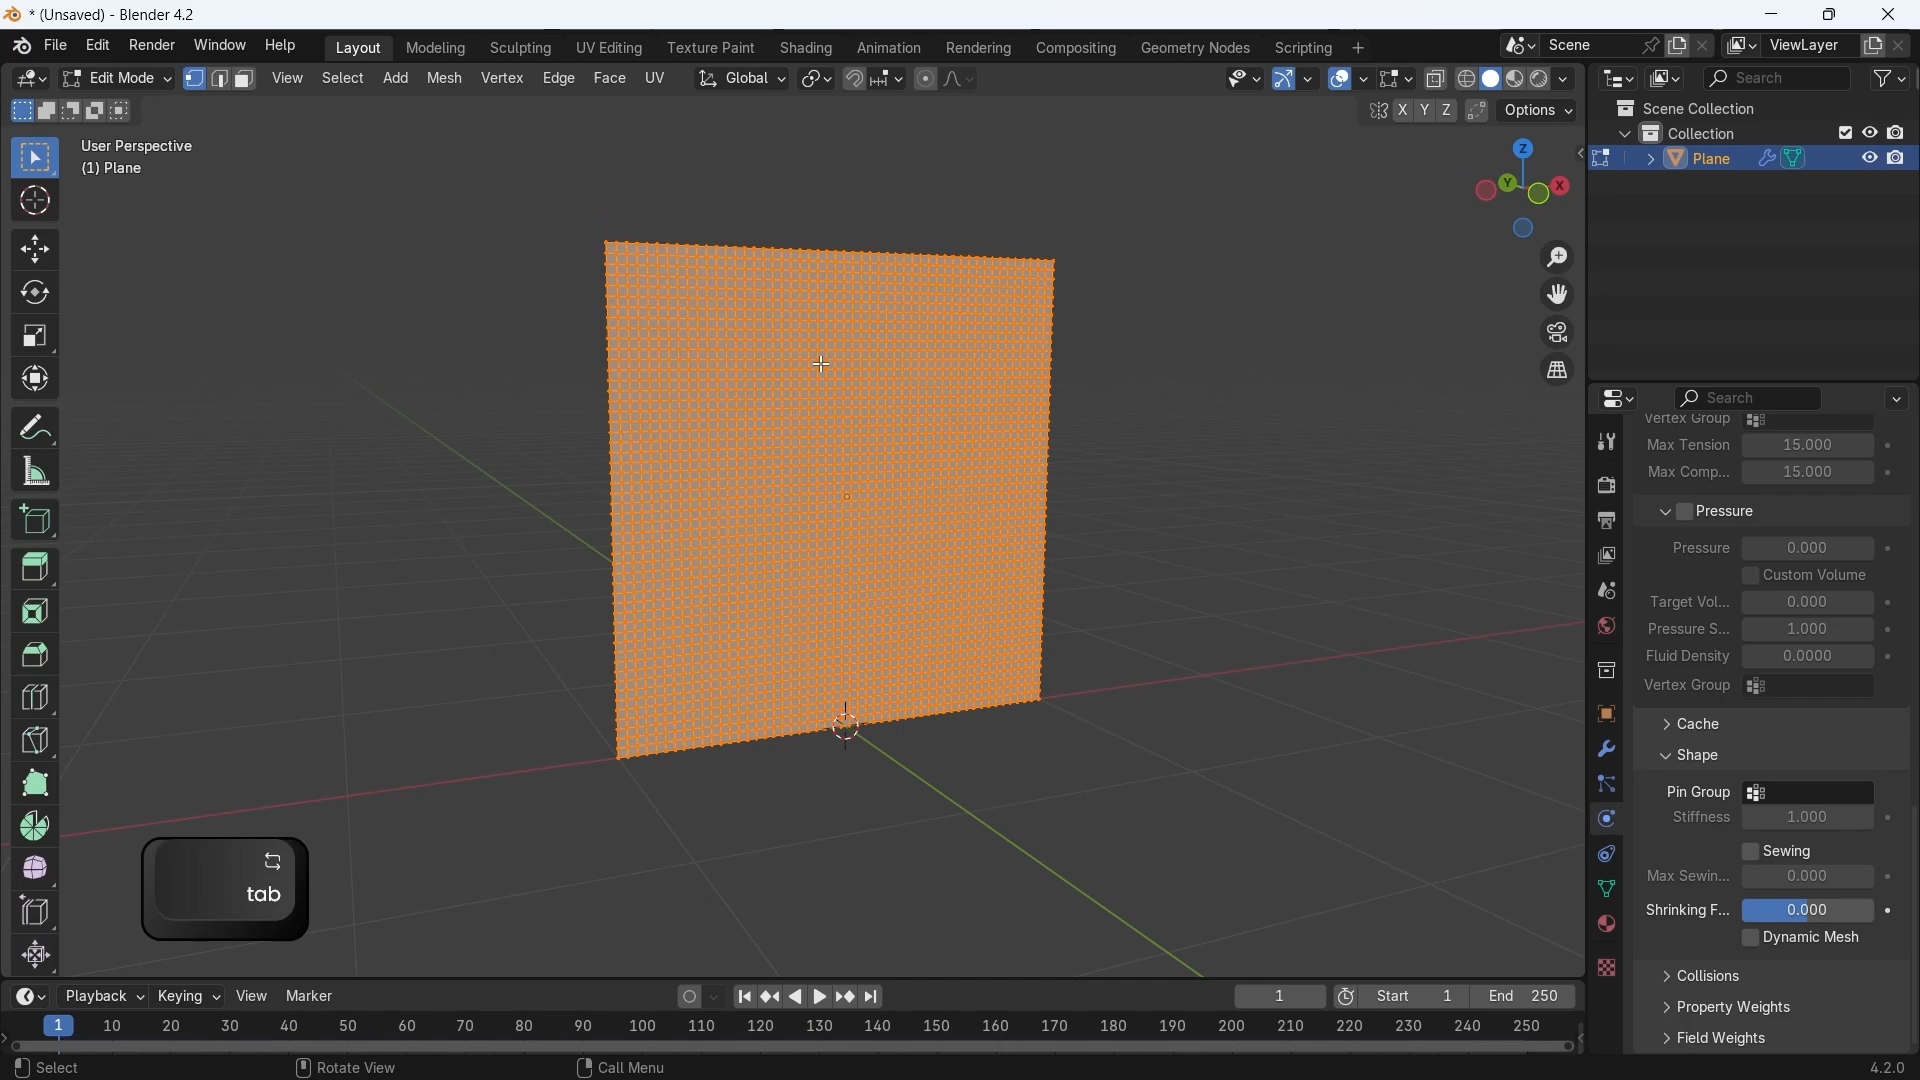 * (Unsaved) - Blender 4.2
File Edit Render Window Help
Layout Modeling Sculpting UV Editing Texture Paint Shading Animation Rendering Compositing Geometry Nodes Scripting +
Scene
ViewLayer
Edit Mode View Select Add Mesh Vertex Edge Face UV Global
Search
X Y Z Options
Scene Collection
Collection
Plane
User Perspective
(1) Plane
Z
Y
X
Search
Vertex Group
Max Tension 15.000
Max Comp... 15.000
Pressure
Pressure 0.000
Custom Volume
Target Vol... 0.000
Pressure S... 1.000
Fluid Density 0.0000
Vertex Group
Cache
Shape
Pin Group
Stiffness 1.000
Sewing
Max Sewin... 0.000
Shrinking F... 0.000
Dynamic Mesh
Collisions
Property Weights
Field Weights
tab
Playback Keying View Marker 1 Start 1 End 250
1 10 20 30 40 50 60 70 80 90 100 110 120 130 140 150 160 170 180 190 200 210 220 230 240 250
Select Rotate View Call Menu 4.2.0